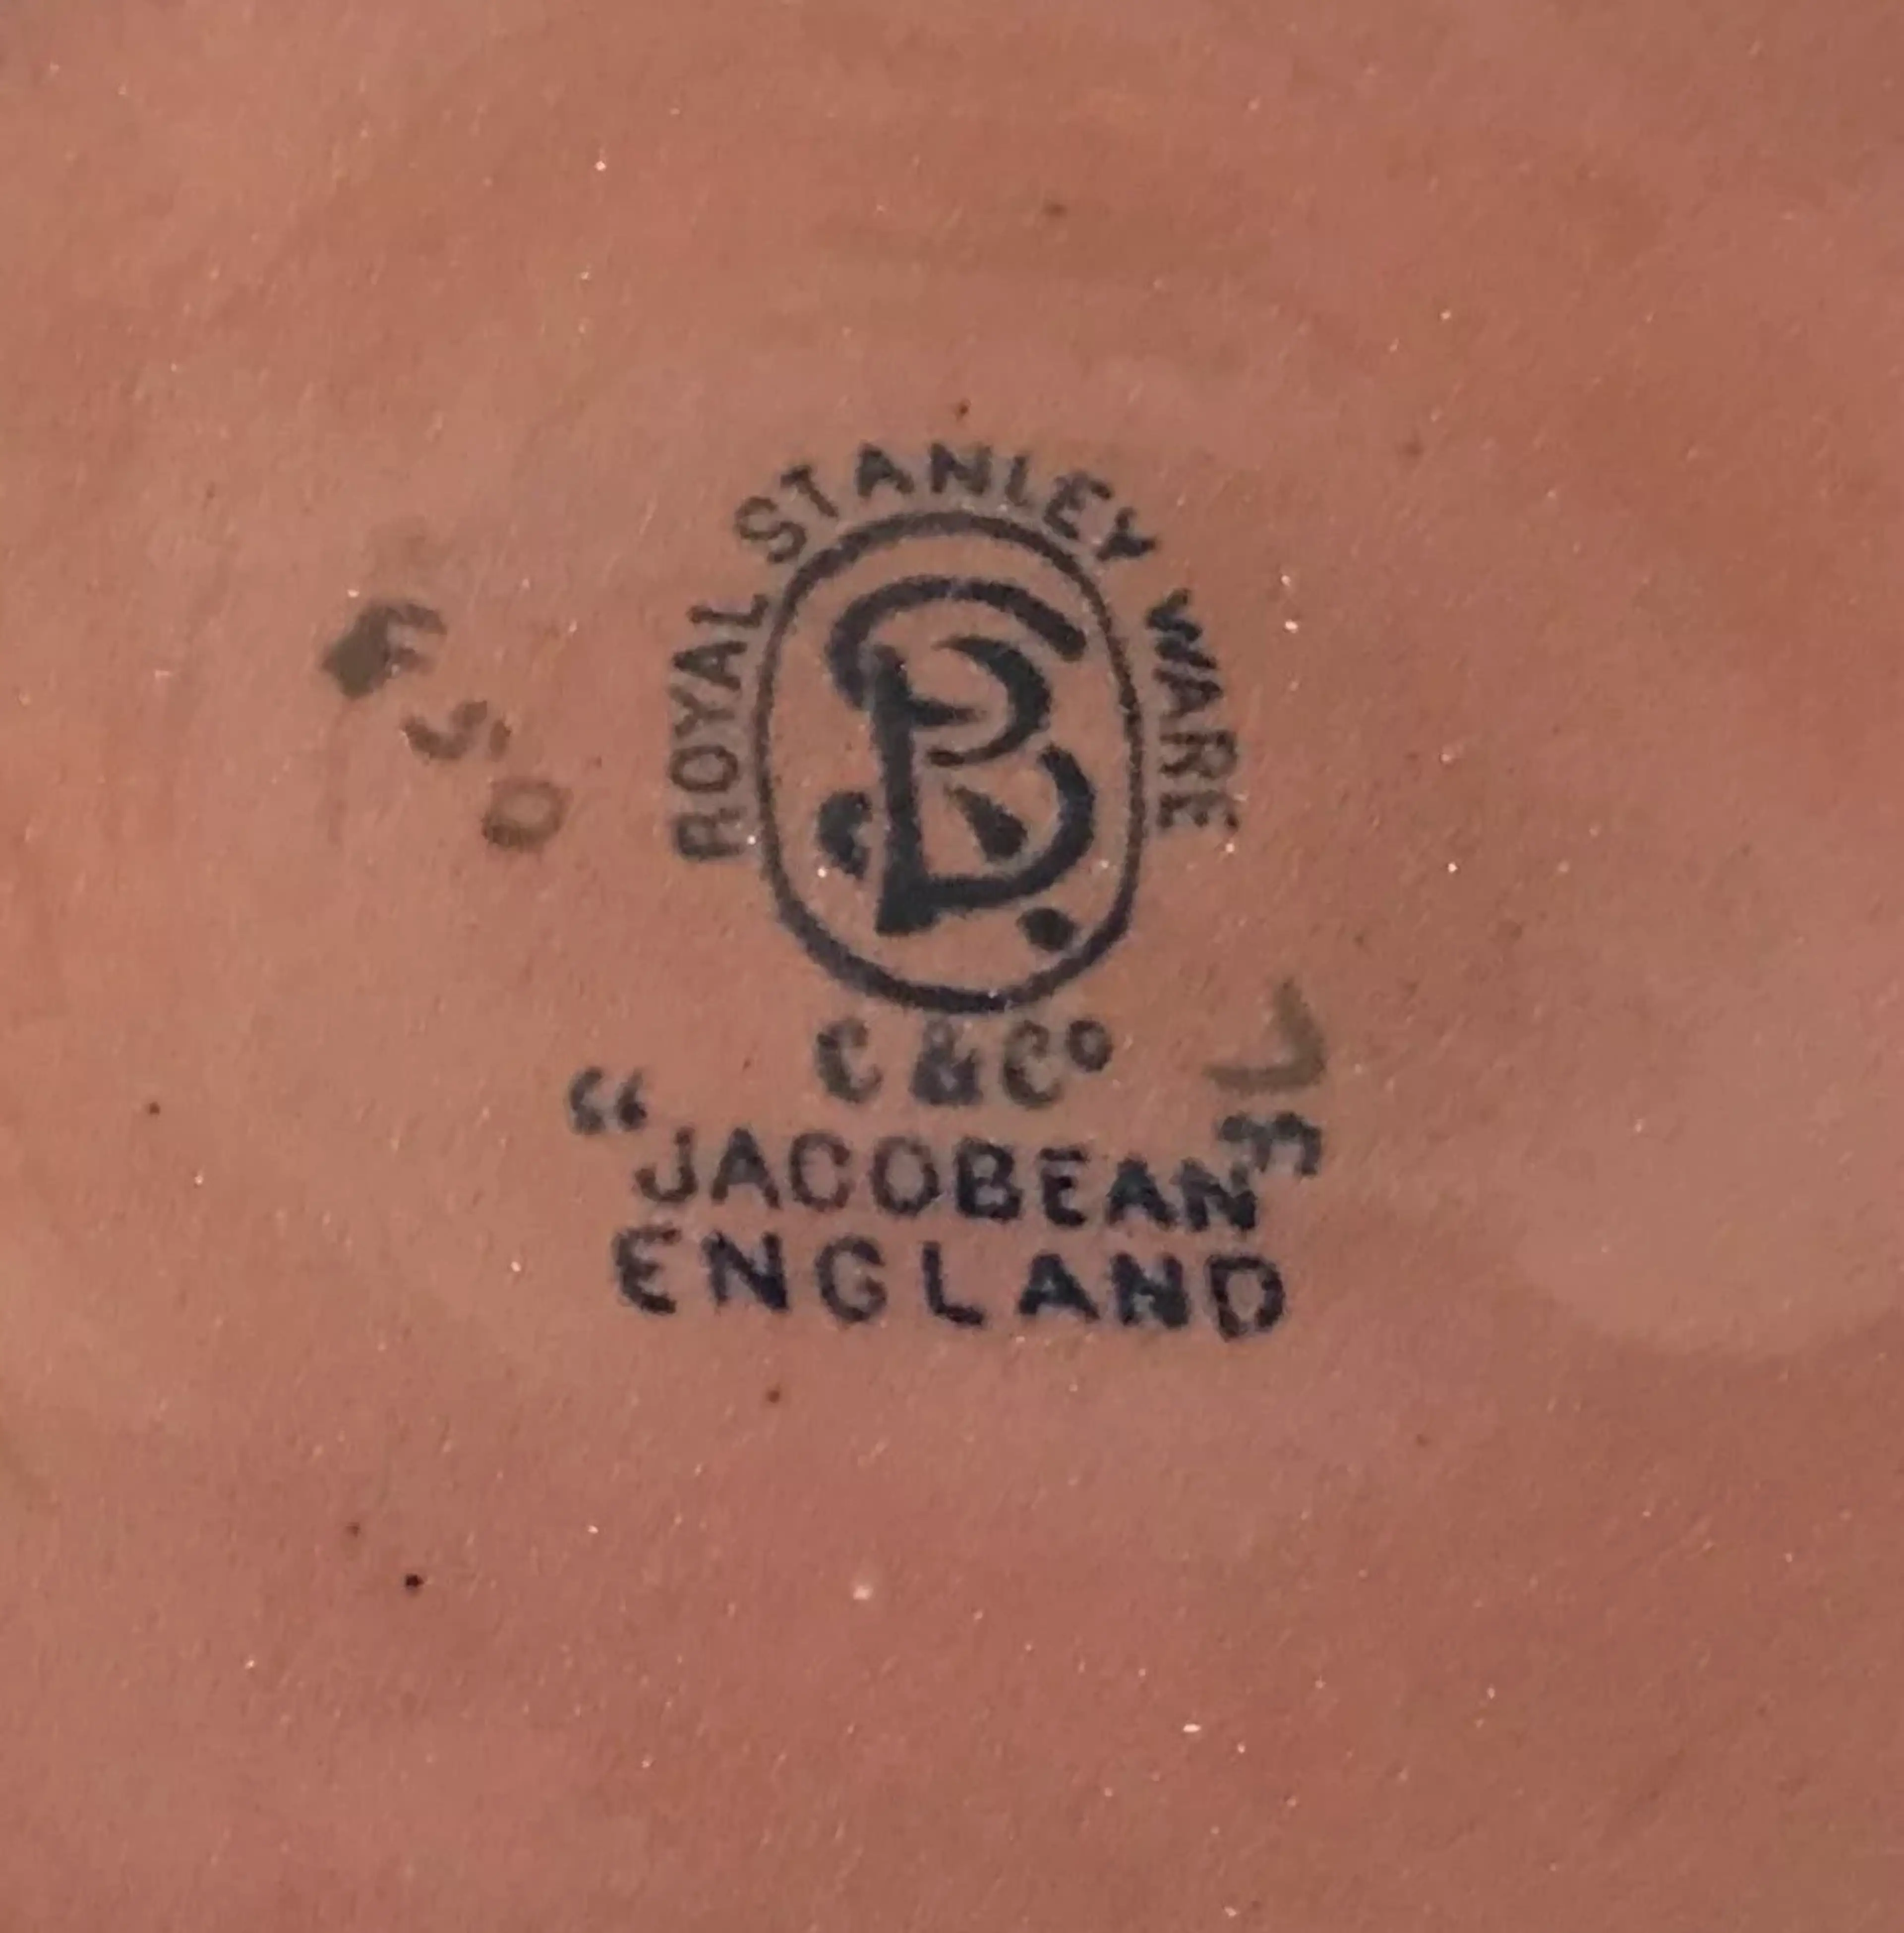 ROYAL STANLEY WARE
B
C & Cº
"JACOBEAN"
ENGLAND